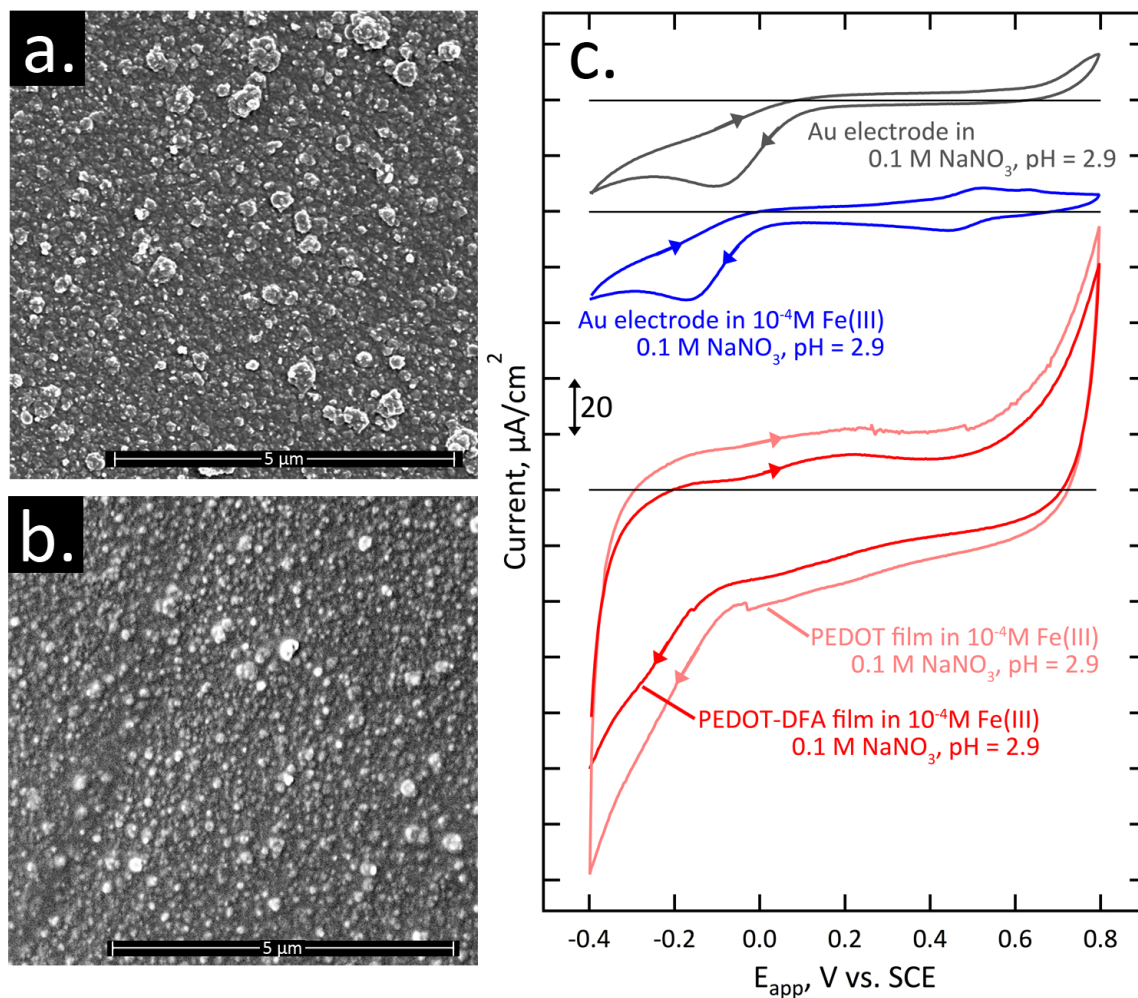 a.
5 µm
b.
5 µm
c.
Au electrode in
0.1 M NaNO₃, pH = 2.9
Au electrode in 10⁻⁴M Fe(III)
0.1 M NaNO₃, pH = 2.9
20
Current, µA/cm²
PEDOT film in 10⁻⁴M Fe(III)
0.1 M NaNO₃, pH = 2.9
PEDOT-DFA film in 10⁻⁴M Fe(III)
0.1 M NaNO₃, pH = 2.9
-0.4 -0.2 0.0 0.2 0.4 0.6 0.8
E_app, V vs. SCE